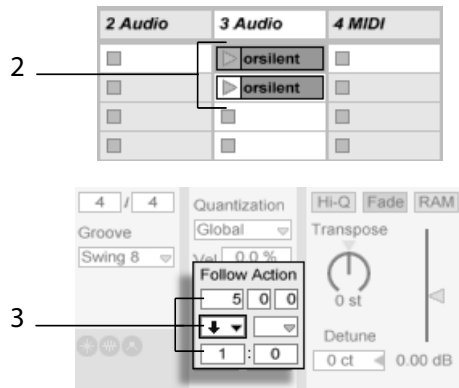 2 Audio 3 Audio 4 MIDI
2
orsilent
orsilent
4 / 4 Quantization Hi-Q Fade RAM
Groove Global Transpose
Swing 8 Vel 0.0 %
Follow Action
5 0 0 0 st
3
1 : 0 Detune
0 ct 0.00 dB